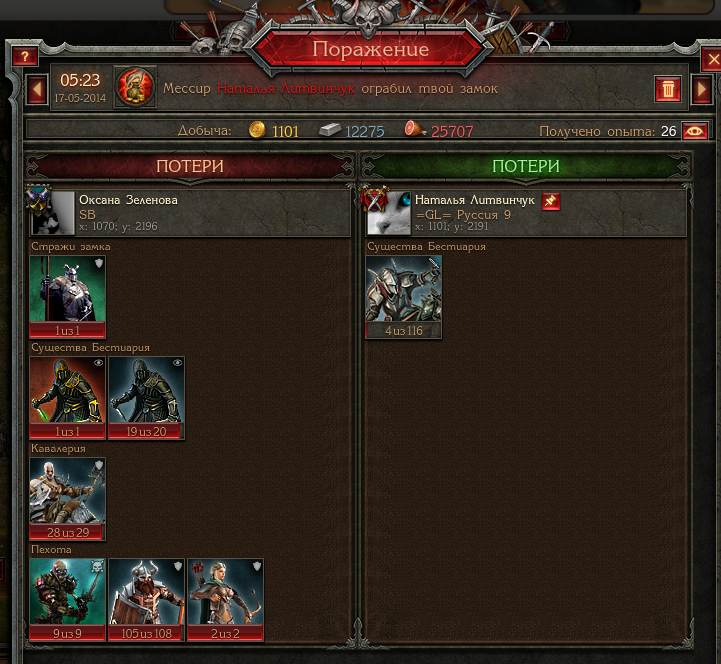 Поражение
?
05:23
17-05-2014
Мессир Наталья Литвинчук ограбил твой замок
Добыча: 1101 12275 25707 Получено опыта: 26
ПОТЕРИ
ПОТЕРИ
Оксана Зеленова
SB
x: 1070; y: 2196
Стражи замка
1 из 1
Существа Бестиария
1 из 1
19 из 20
Кавалерия
28 из 29
Пехота
9 из 9
105 из 108
2 из 2
Наталья Литвинчук
=GL= Руссия 9
x: 1101; y: 2191
Существа Бестиария
4 из 116